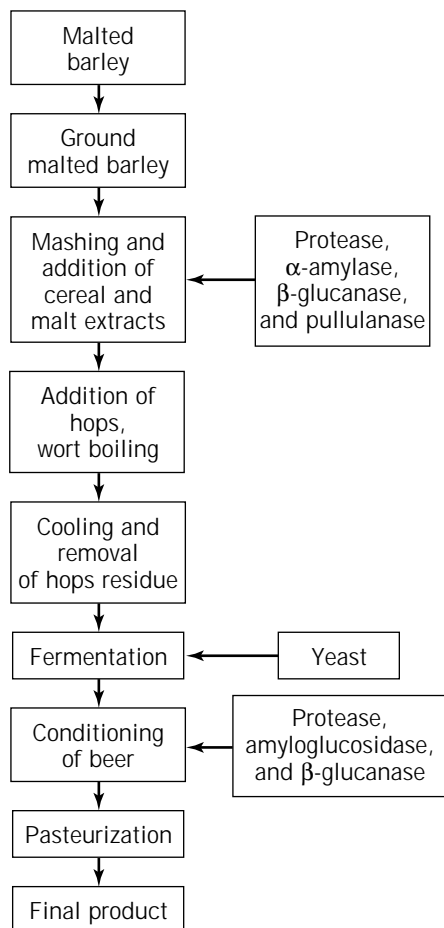 Malted
barley
Ground
malted barley
Mashing and
addition of
cereal and
malt extracts
Protease,
α-amylase,
β-glucanase,
and pullulanase
Addition of
hops,
wort boiling
Cooling and
removal
of hops residue
Fermentation
Yeast
Conditioning
of beer
Protease,
amyloglucosidase,
and β-glucanase
Pasteurization
Final product